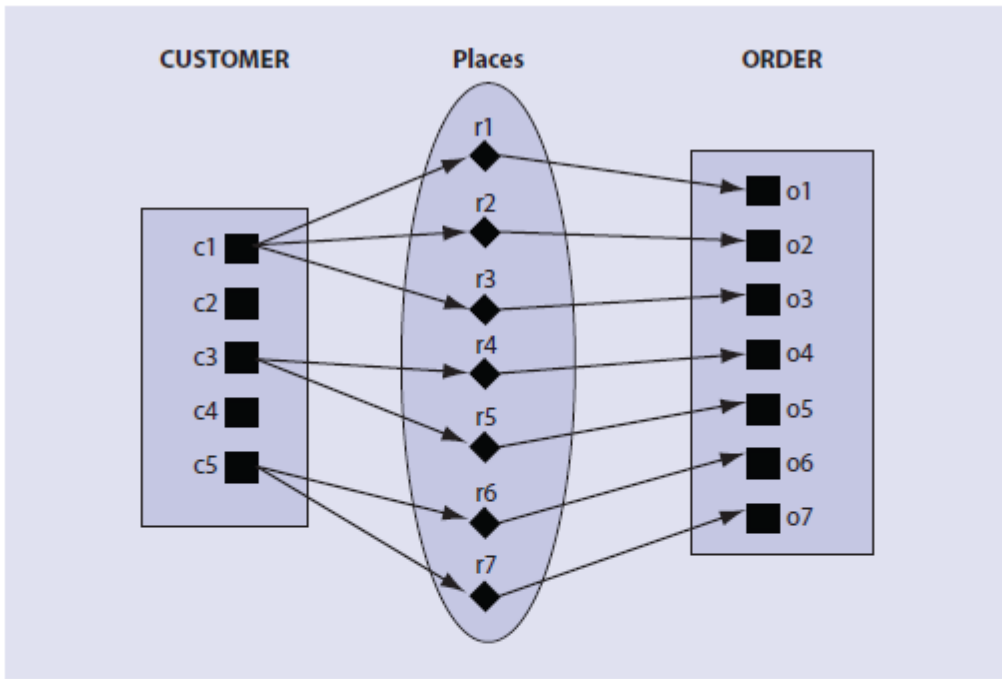 CUSTOMER Places ORDER
r1
o1
r2
c1 o2
r3
c2 o3
r4
c3 o4
c4 r5 o5
c5 o6
r6
o7
r7